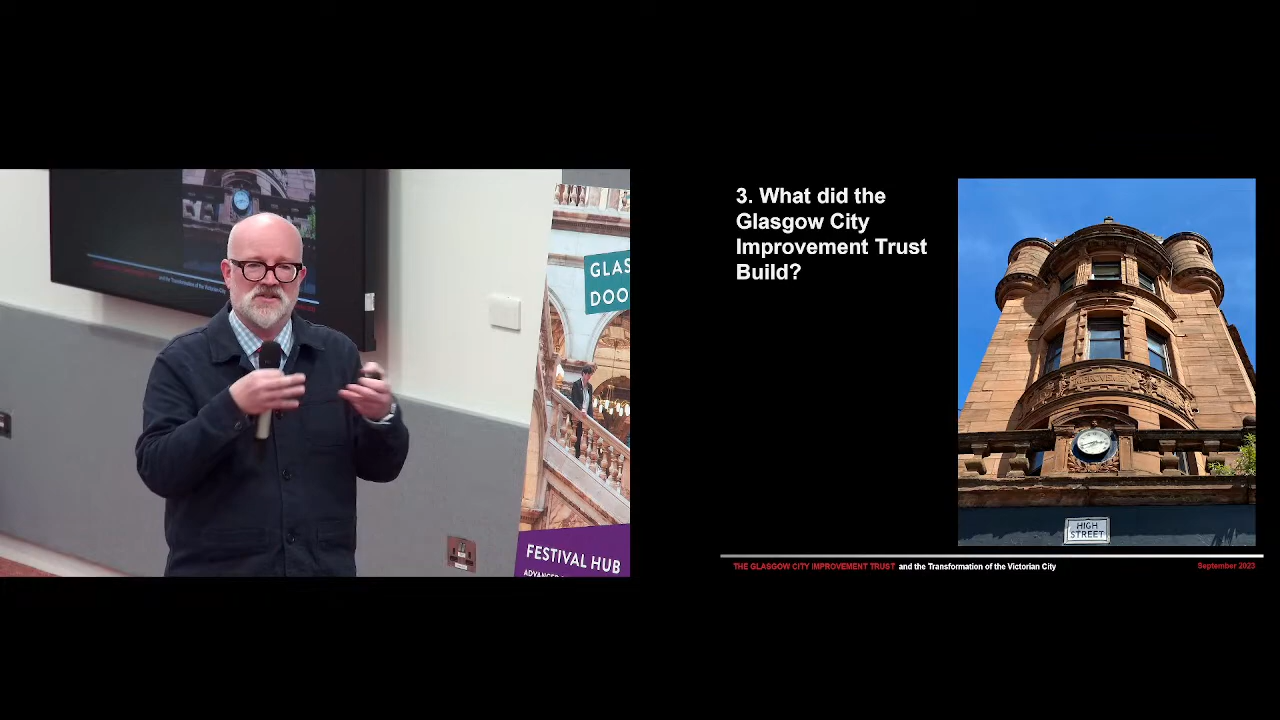 GLAS
DOO
FESTIVAL HUB
3. What did the
Glasgow City
Improvement Trust
Build?
HIGH
STREET
THE GLASGOW CITY IMPROVEMENT TRUST and the Transformation of the Victorian City
September 2023